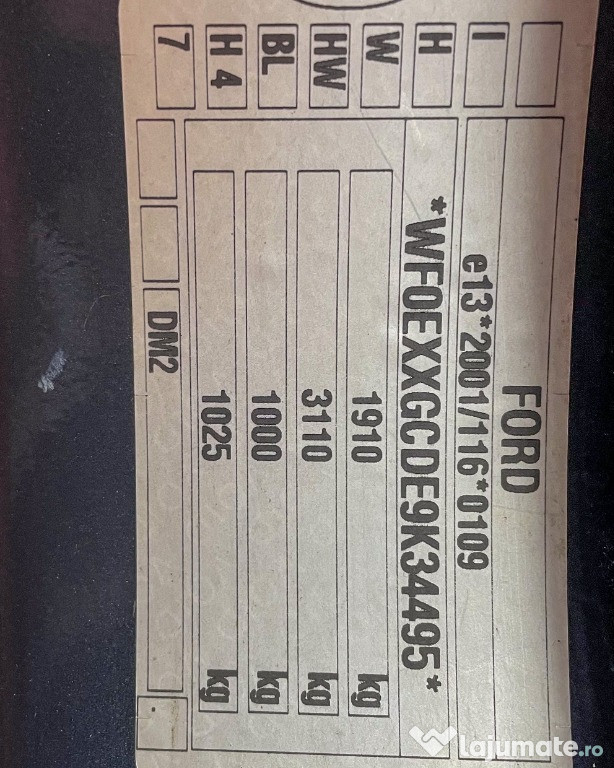 FORD
e13*2001/116*0109
*WF0EXXGCDE9K34495*
1910 kg
3110 kg
1000 kg
1025 kg
DM2
I
H
W
HW
BL
H 4
7
lajumate.ro